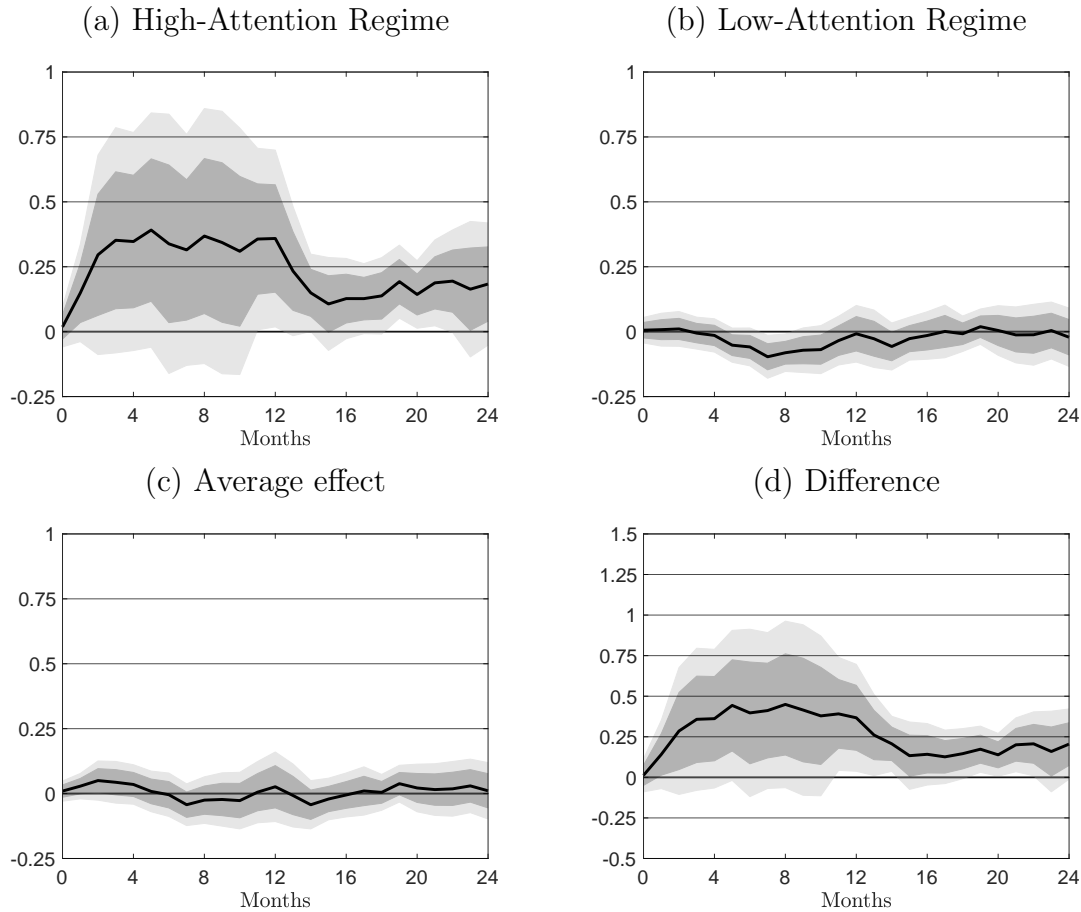 (a) High-Attention Regime
(b) Low-Attention Regime
1
0.75
0.5
0.25
0
-0.25
0 4 8 12 16 20 24
Months
1
0.75
0.5
0.25
0
-0.25
0 4 8 12 16 20 24
Months
(c) Average effect
(d) Difference
1
0.75
0.5
0.25
0
-0.25
0 4 8 12 16 20 24
Months
1.5
1.25
1
0.75
0.5
0.25
0
-0.25
-0.5
0 4 8 12 16 20 24
Months